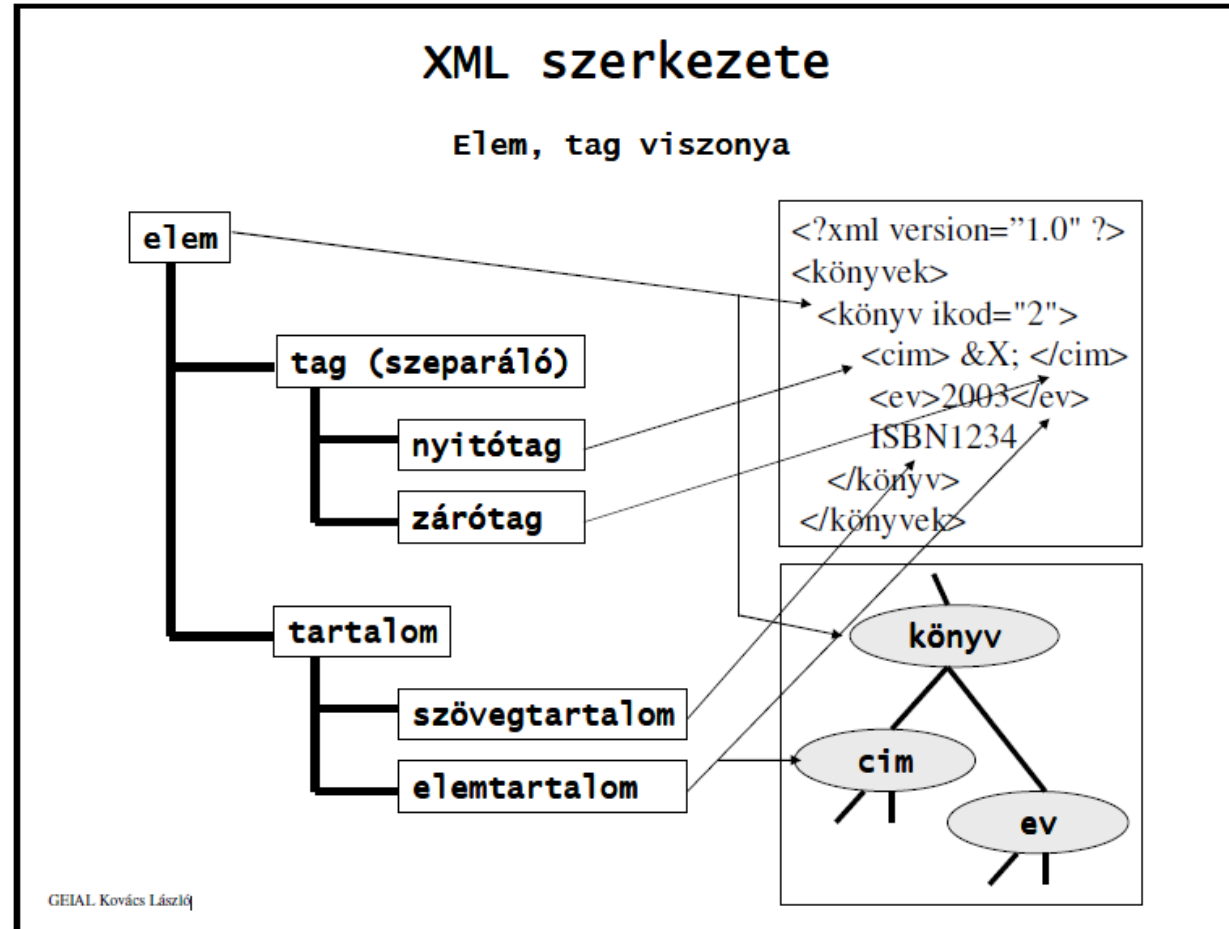 XML szerkezete
Elem, tag viszonya
elem
tag (szeparáló)
nyitótag
zárótag
tartalom
szövegtartalom
elemtartalom
<?xml version=”1.0" ?>
<könyvek>
<könyv ikod="2">
<cim> &X; </cim>
<ev>2003</ev>
ISBN1234
</könyv>
</könyvek>
könyv
cim
ev
GEIAL Kovács László